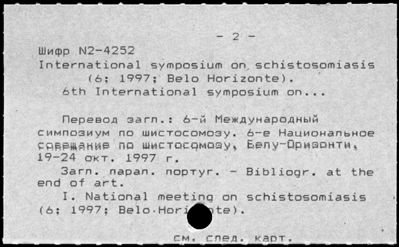 - 2 -
Шифр N2-4252
International symposium on schistosomiasis
(6; 1997; Belo Horizonte).
6th International symposium on...
Перевод загл.: 6-й Международный
симпозиум по шистосомозу. 6-е Национальное
совещание по шистосомозу, Белу-Оризонти,
19-24 окт. 1997 г.
Загл. парал. португ. - Bibliogr. at the
end of art.
I. National meeting on schistosomiasis
(6; 1997; Belo Horizonte).
см. след. карт.